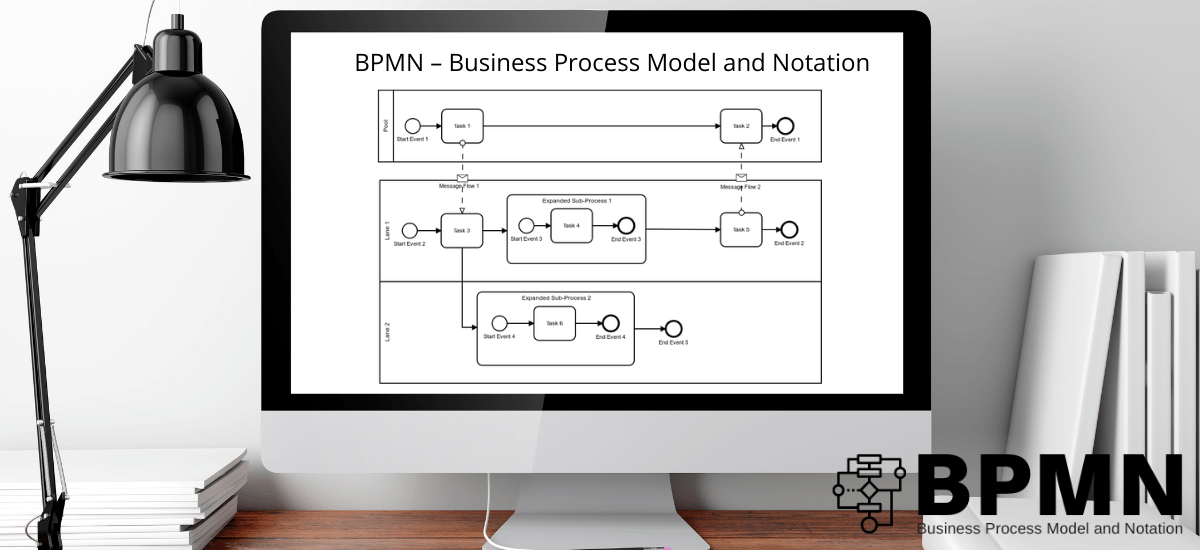 BPMN – Business Process Model and Notation
Pool
Start Event 1
Task 1
Task 2
End Event 1
Message Flow 1
Message Flow 2
Lane 1
Start Event 2
Task 3
Expanded Sub-Process 1
Start Event 3
Task 4
End Event 3
Task 5
End Event 2
Lane 2
Expanded Sub-Process 2
Start Event 4
Task 6
End Event 4
End Event 5
BPMN
Business Process Model and Notation